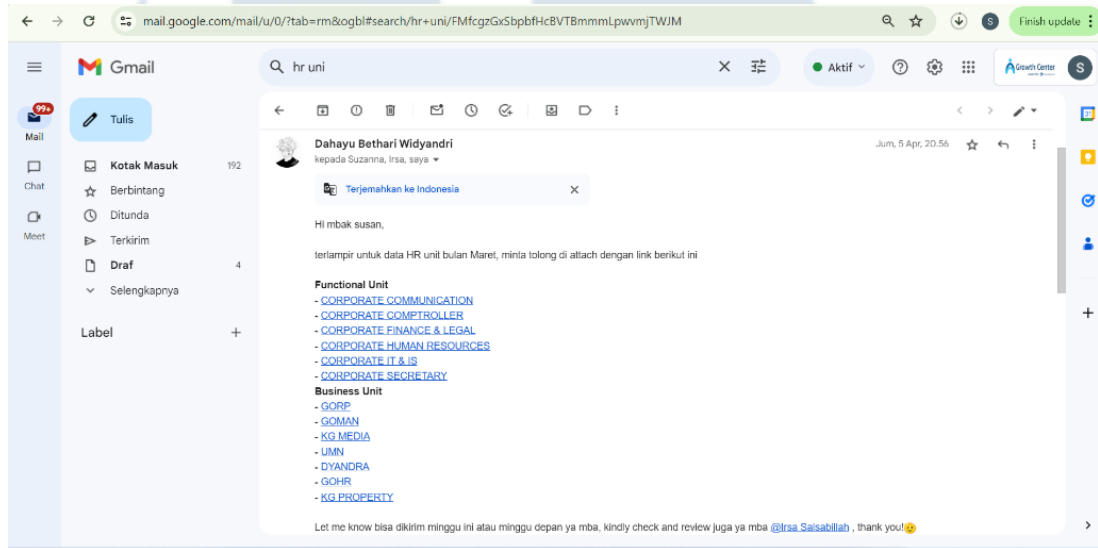 mail.google.com/mail/u/0/?tab=rm&ogbl#search/hr+uni/FMfcgzGxSbpbfHcBVTBmmmLpwvmjTWJM
S
Finish update
Gmail
hr uni
Aktif
Growth Center
S
99+
Mail
Chat
Meet
Tulis
Kotak Masuk 192
Berbintang
Ditunda
Terkirim
Draf 4
Selengkapnya
Label
Dahayu Bethari Widyandri
Jum, 5 Apr, 20.56
kepada Suzanna, Irsa, saya
Terjemahkan ke Indonesia
Hi mbak susan,
terlampir untuk data HR unit bulan Maret, minta tolong di attach dengan link berikut ini
Functional Unit
- CORPORATE COMMUNICATION
- CORPORATE COMPTROLLER
- CORPORATE FINANCE & LEGAL
- CORPORATE HUMAN RESOURCES
- CORPORATE IT & IS
- CORPORATE SECRETARY
Business Unit
- GORP
- GOMAN
- KG MEDIA
- UMN
- DYANDRA
- GOHR
- KG PROPERTY
Let me know bisa dikirim minggu ini atau minggu depan ya mba, kindly check and review juga ya mba @Irsa Salsabillah , thank you!